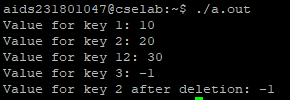 aids231801047@cselab:~$ ./a.out
Value for key 1: 10
Value for key 2: 20
Value for key 12: 30
Value for key 3: -1
Value for key 2 after deletion: -1